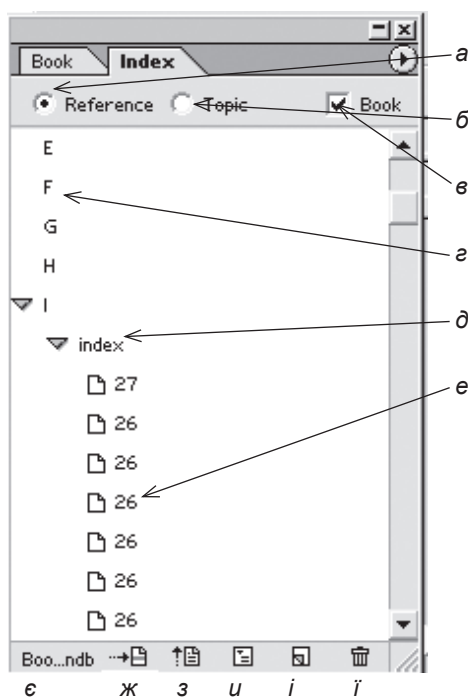 Book Index
Reference Topic Book
а
б
в
E
F
г
G
H
I
д
index
27
е
26
26
26
26
26
26
Boo...ndb
є ж з и і ї